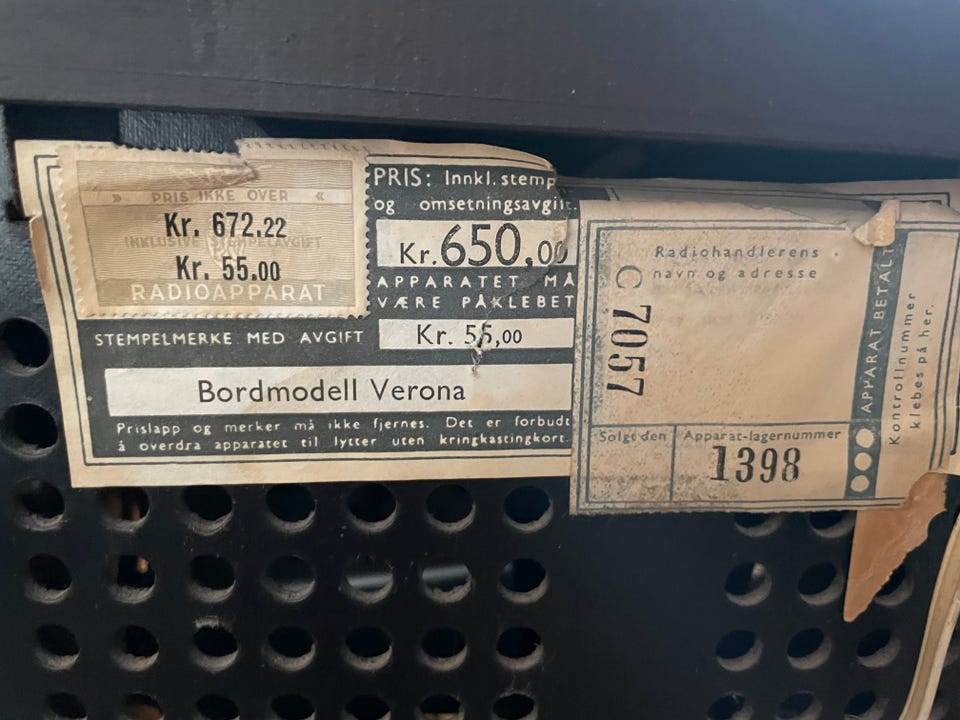 » PRIS IKKE OVER «
Kr. 672.22
INKLUSIVE STEMPELAVGIFT
Kr. 55.00
RADIOAPPARAT
STEMPELMERKE MED AVGIFT
PRIS: Innkl. stemp
og omsetningsavgift.
Kr. 650,00
APPARATET MÅ
VÆRE PÅKLEBET
Kr. 55,00
Bordmodell Verona
Prislapp og merker må ikke fjernes. Det er forbudt
å overdra apparatet til lytter uten kringkastingkort.
C 7057
Radiohandlerens
navn og adresse
Solgt den
Apparat-lagernummer
1398
APPARAT BETALT
Kontrollnummer
klebes på her.